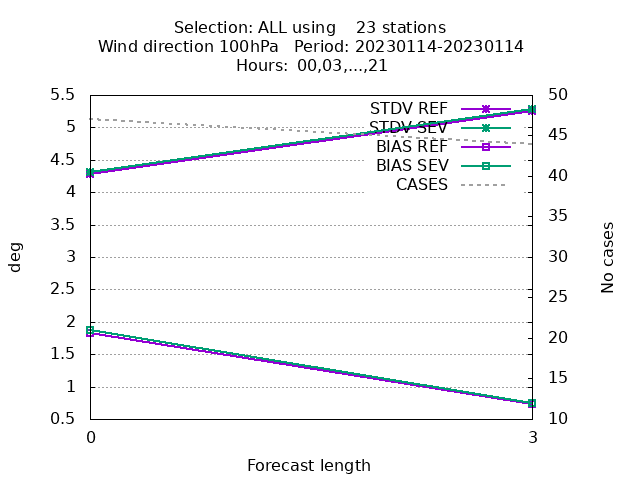 Selection: ALL using    23 stations
Wind direction 100hPa   Period: 20230114-20230114
Hours:  00,03,...,21
5.5
5
4.5
4
3.5
3
2.5
2
1.5
1
0.5
deg
STDV REF
STDV SEV
BIAS REF
BIAS SEV
CASES
50
45
40
35
30
25
20
15
10
No cases
0
3
Forecast length